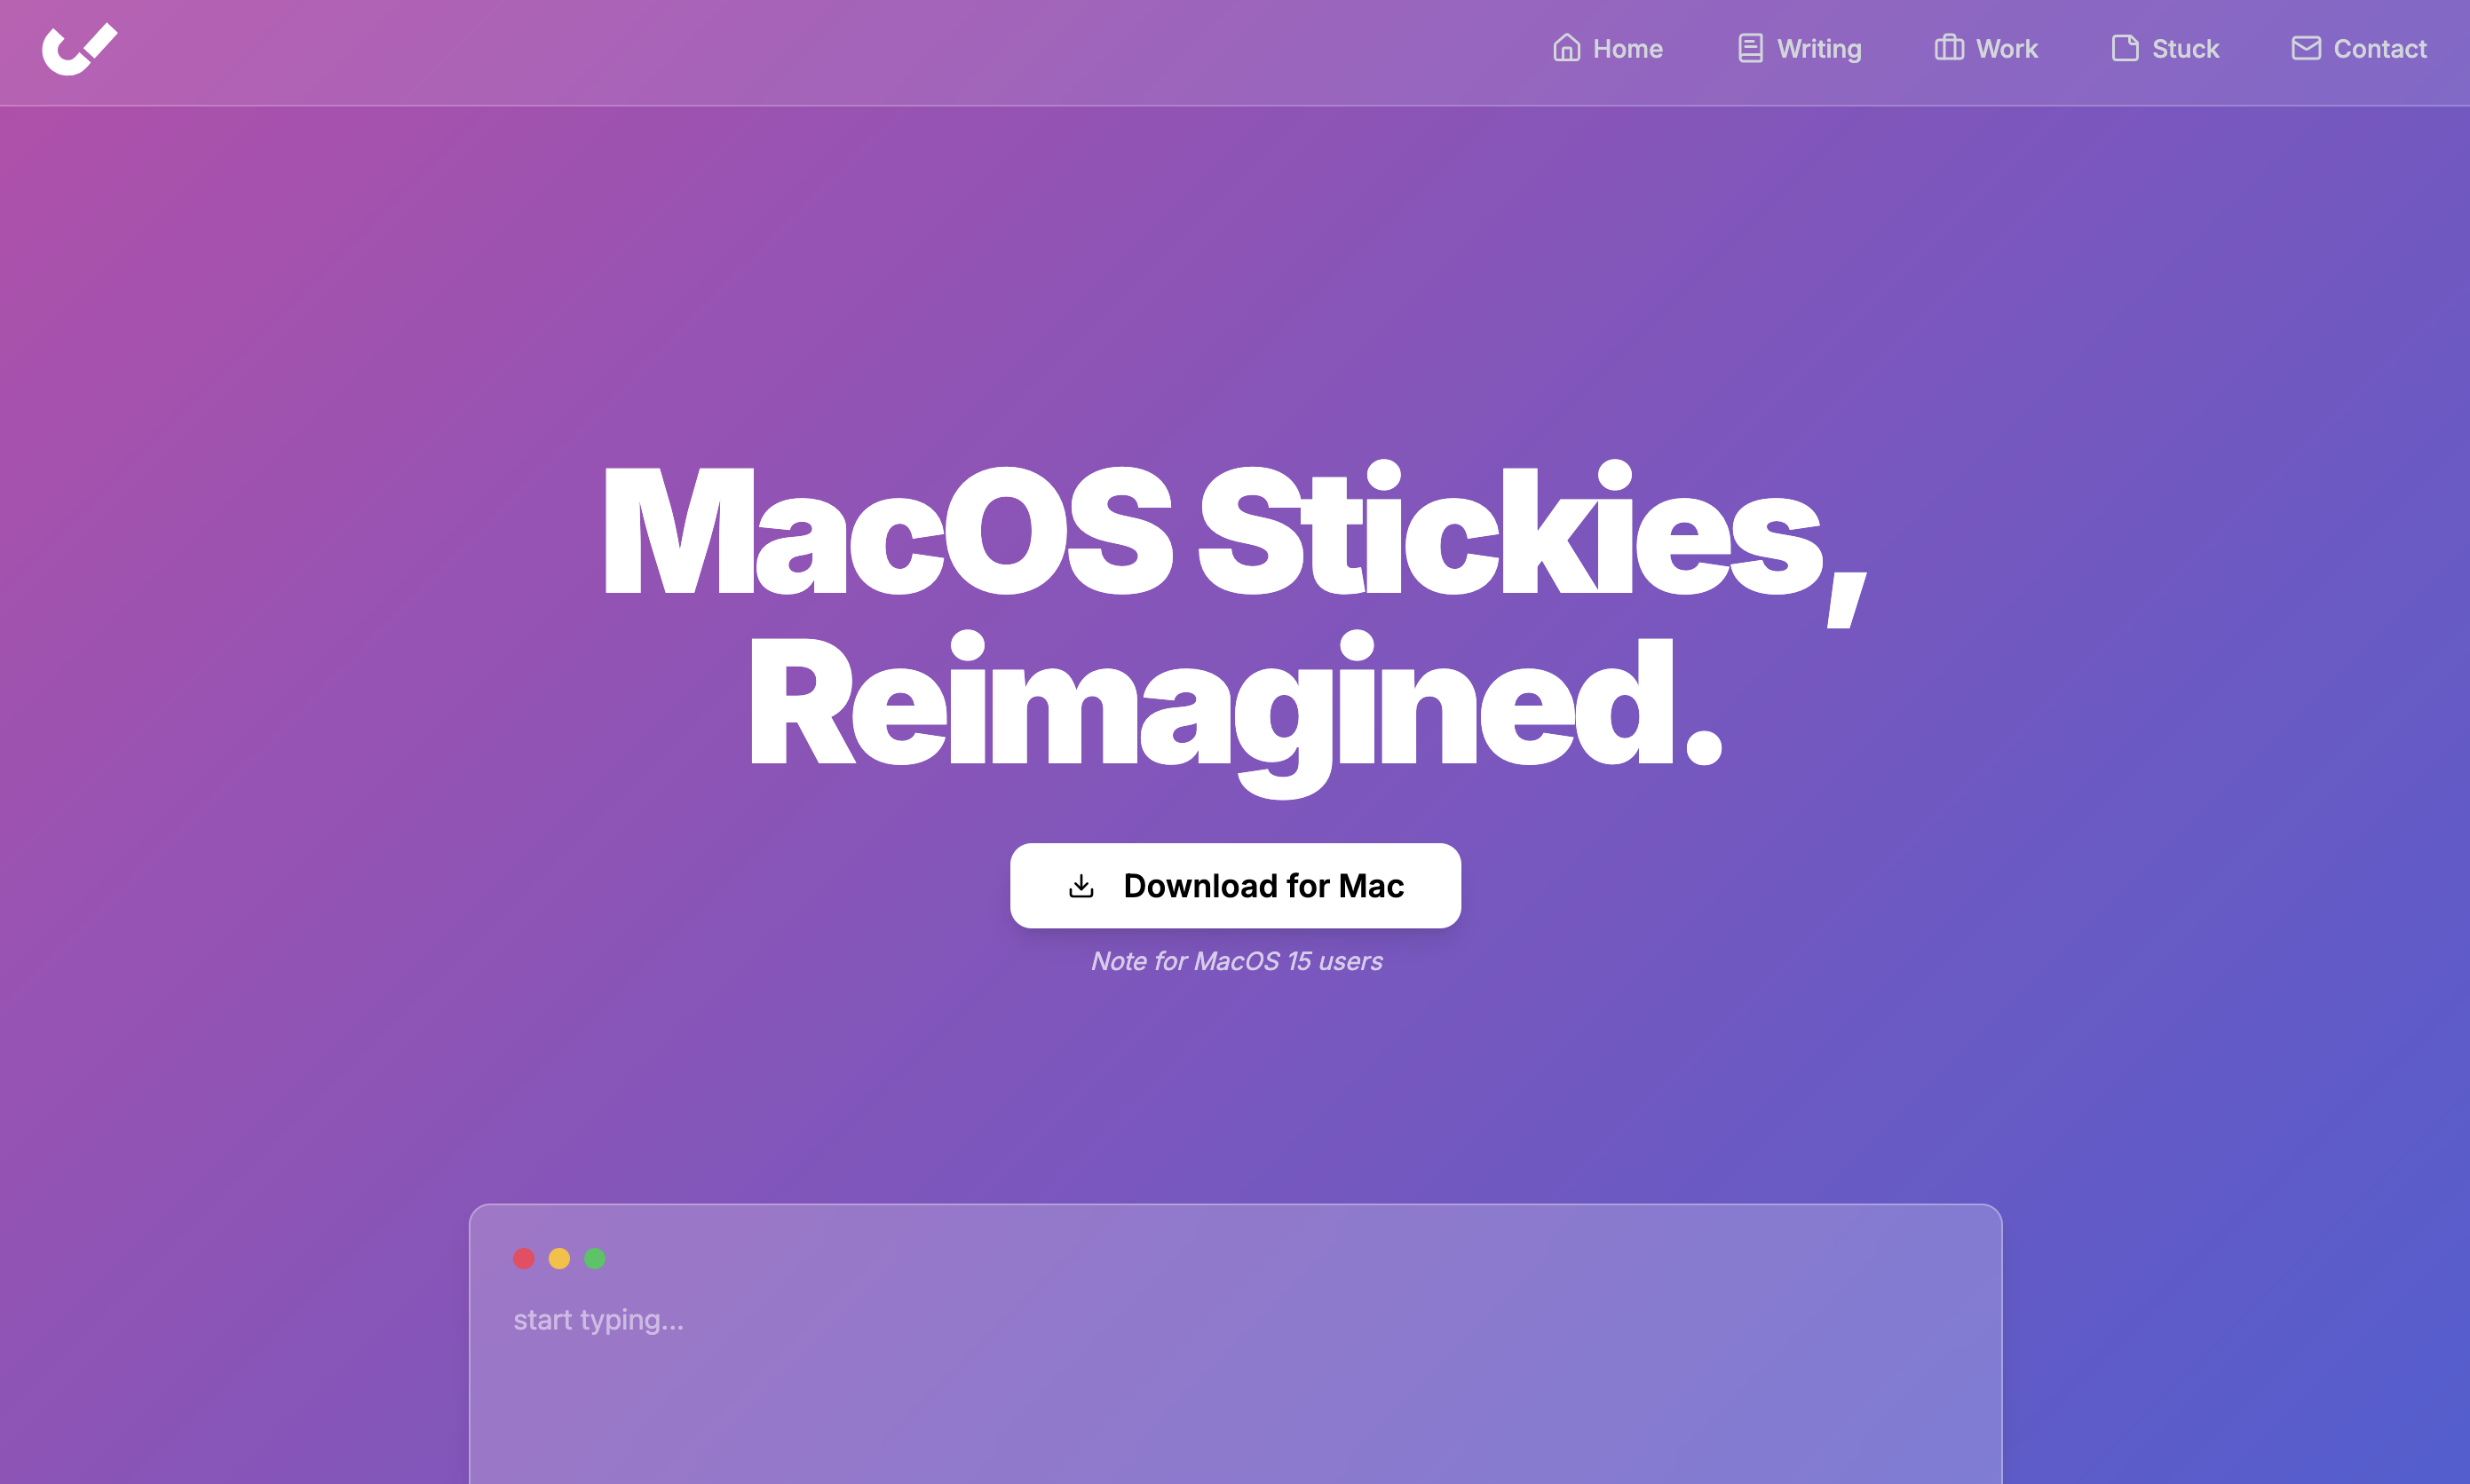 Home
Writing
Work
Stuck
Contact
MacOS Stickies,
Reimagined.
Download for Mac
Note for MacOS 15 users
start typing...